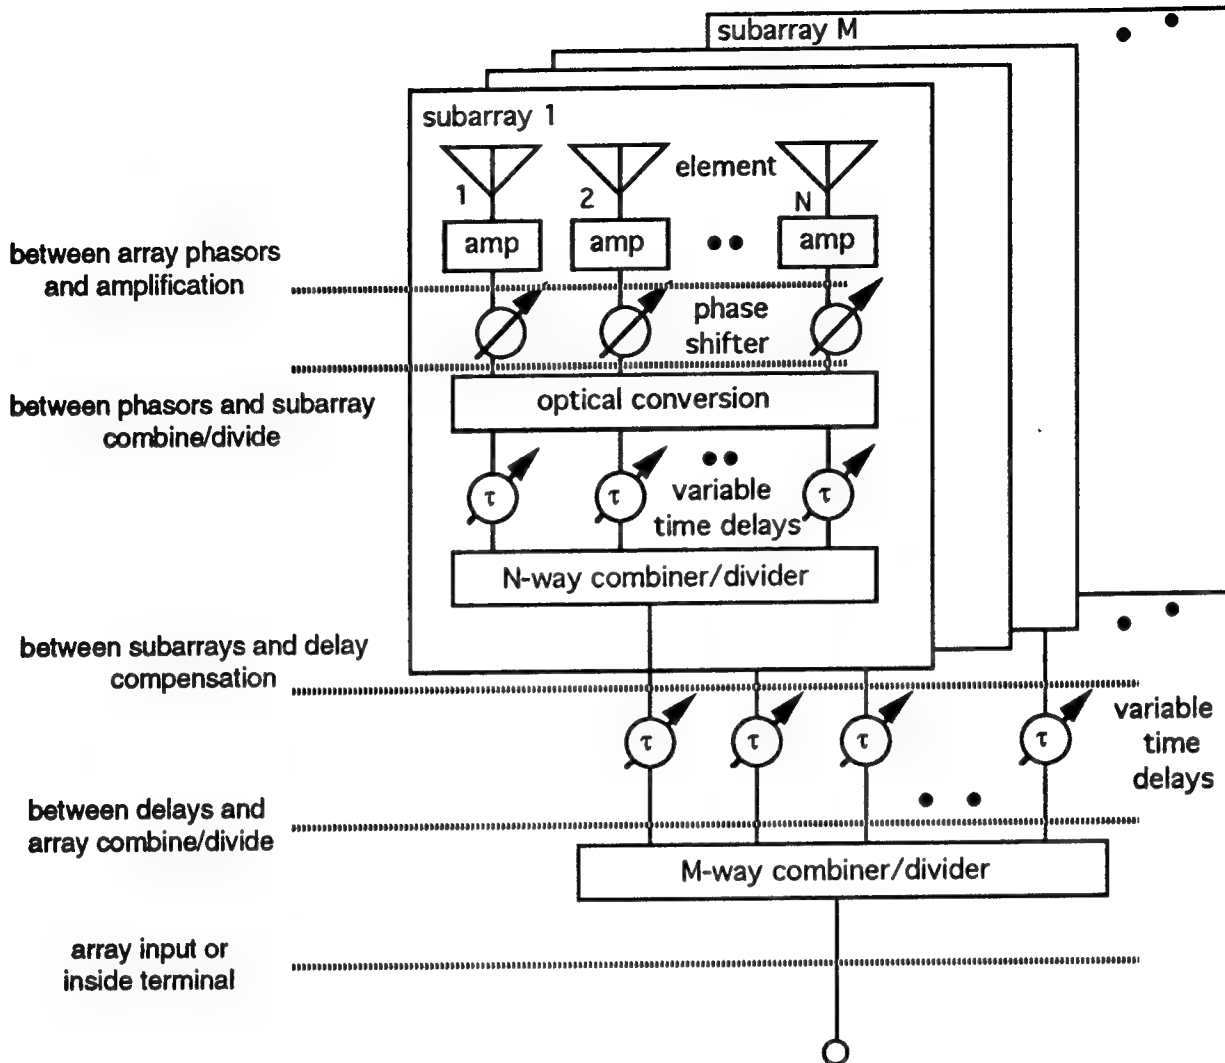 subarray M
subarray 1
element
1
2
N
amp
amp
amp
between array phasors
and amplification
phase
shifter
between phasors and subarray
combine/divide
optical conversion
τ
τ
τ
variable
time delays
N-way combiner/divider
between subarrays and delay
compensation
τ
τ
τ
τ
variable
time
delays
between delays and
array combine/divide
M-way combiner/divider
array input or
inside terminal